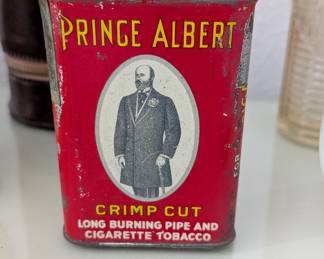 PRINCE ALBERT
CRIMP CUT
LONG BURNING PIPE AND
CIGARETTE TOBACCO